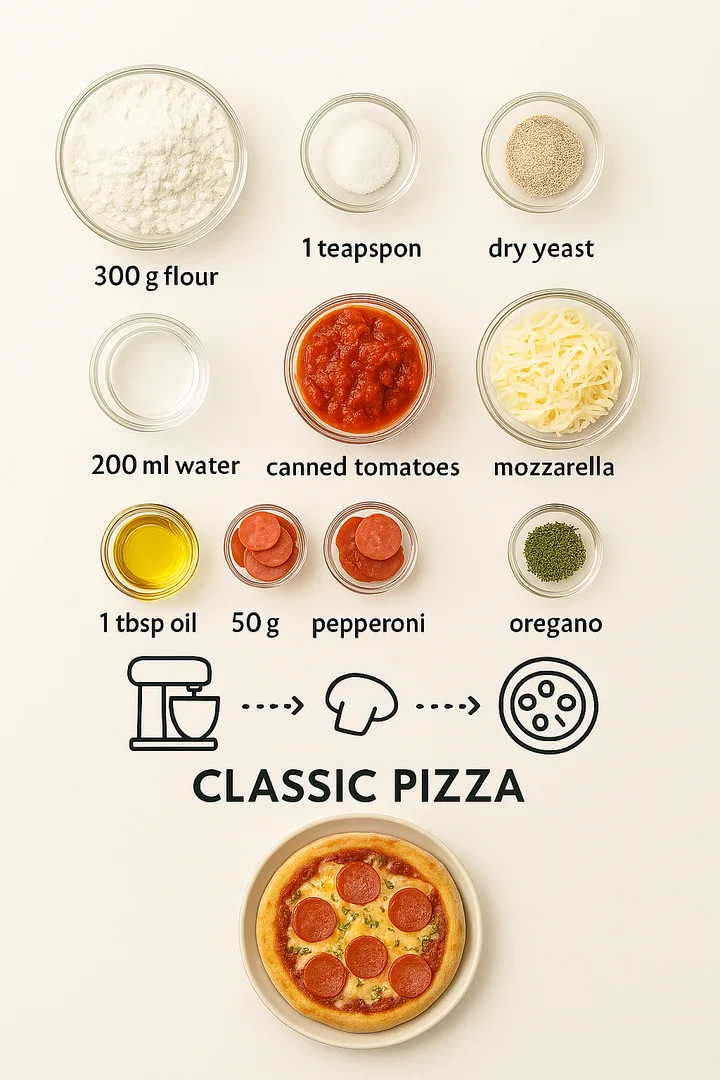 300 g flour
1 teapspon
dry yeast
200 ml water
canned tomatoes
mozzarella
1 tbsp oil
50 g
pepperoni
oregano
CLASSIC PIZZA